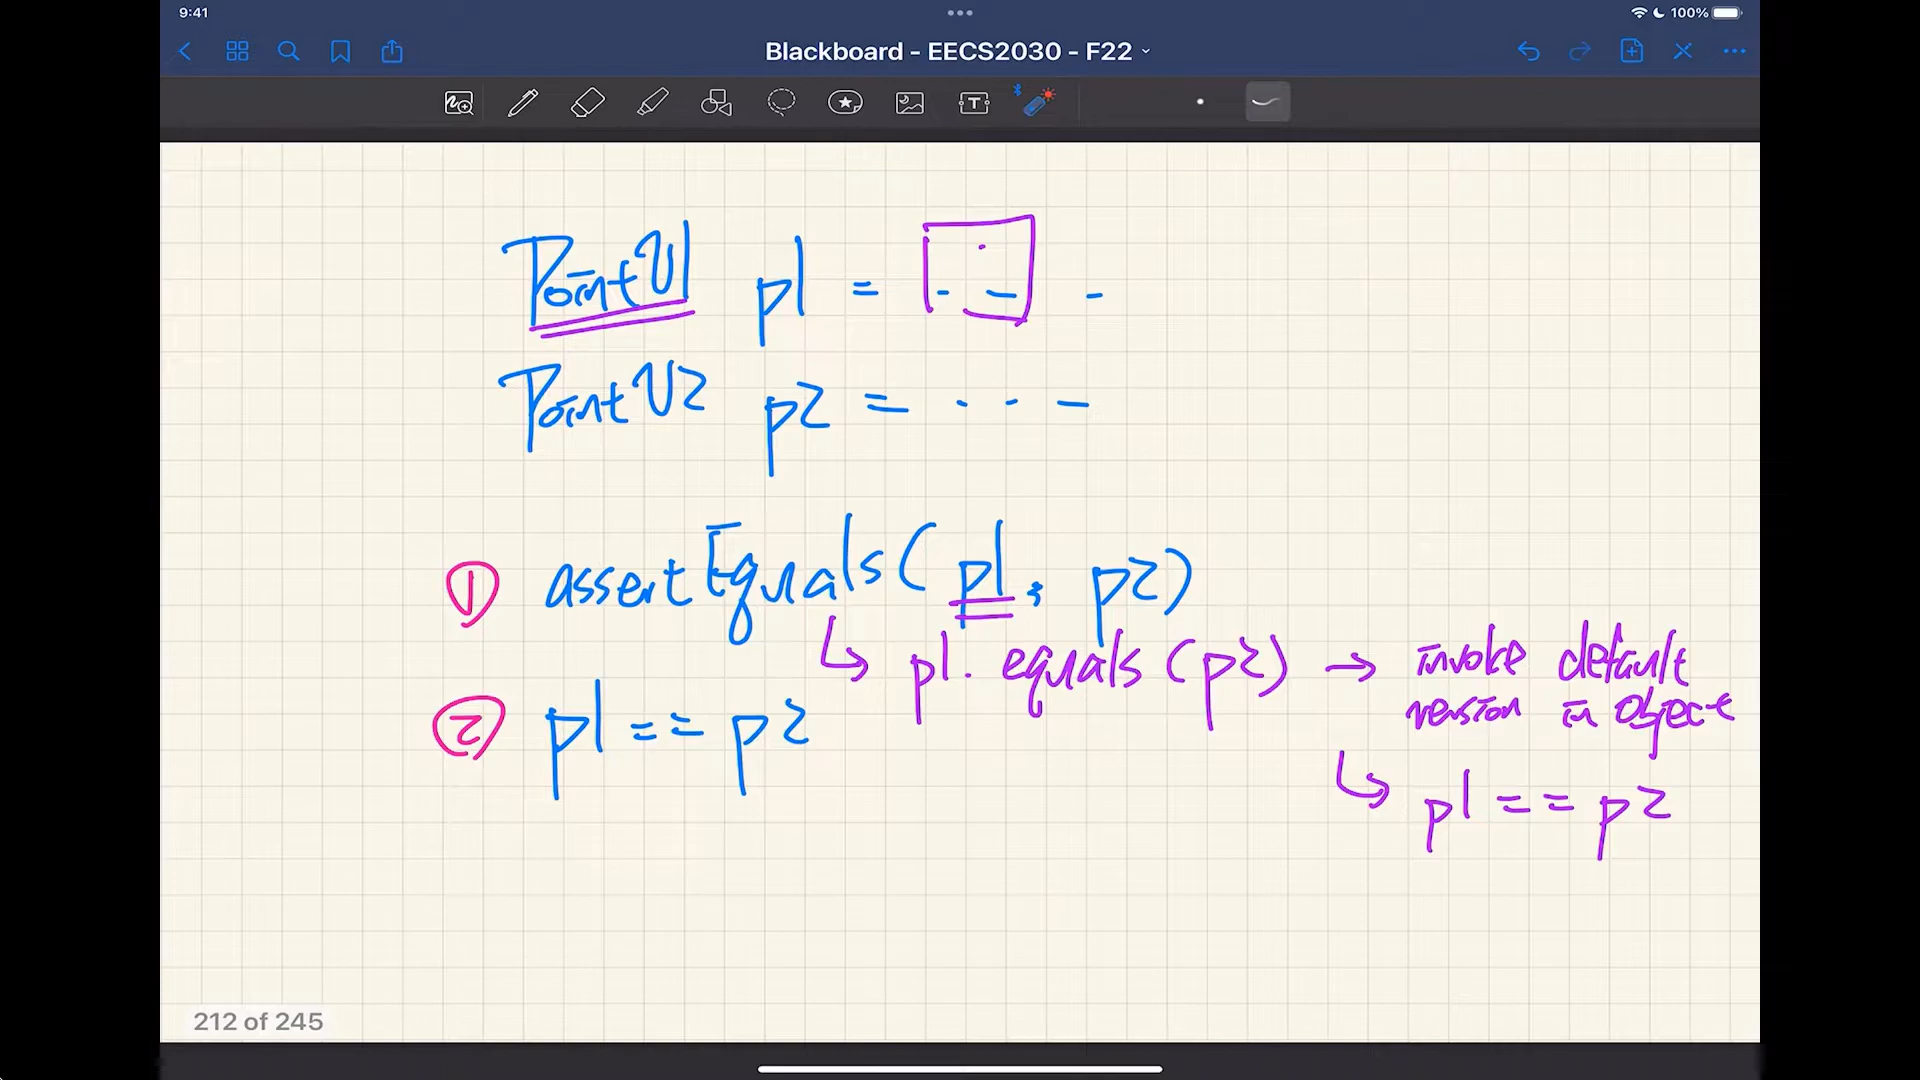 9:41
100%
Blackboard - EECS2030 - F22
PointV1 p1 = - - -
PointV2 p2 = - - -
① assertEquals(p1, p2)
↳ p1.equals(p2) → invoke default
version in Object
② p1 == p2
↳ p1 == p2
212 of 245